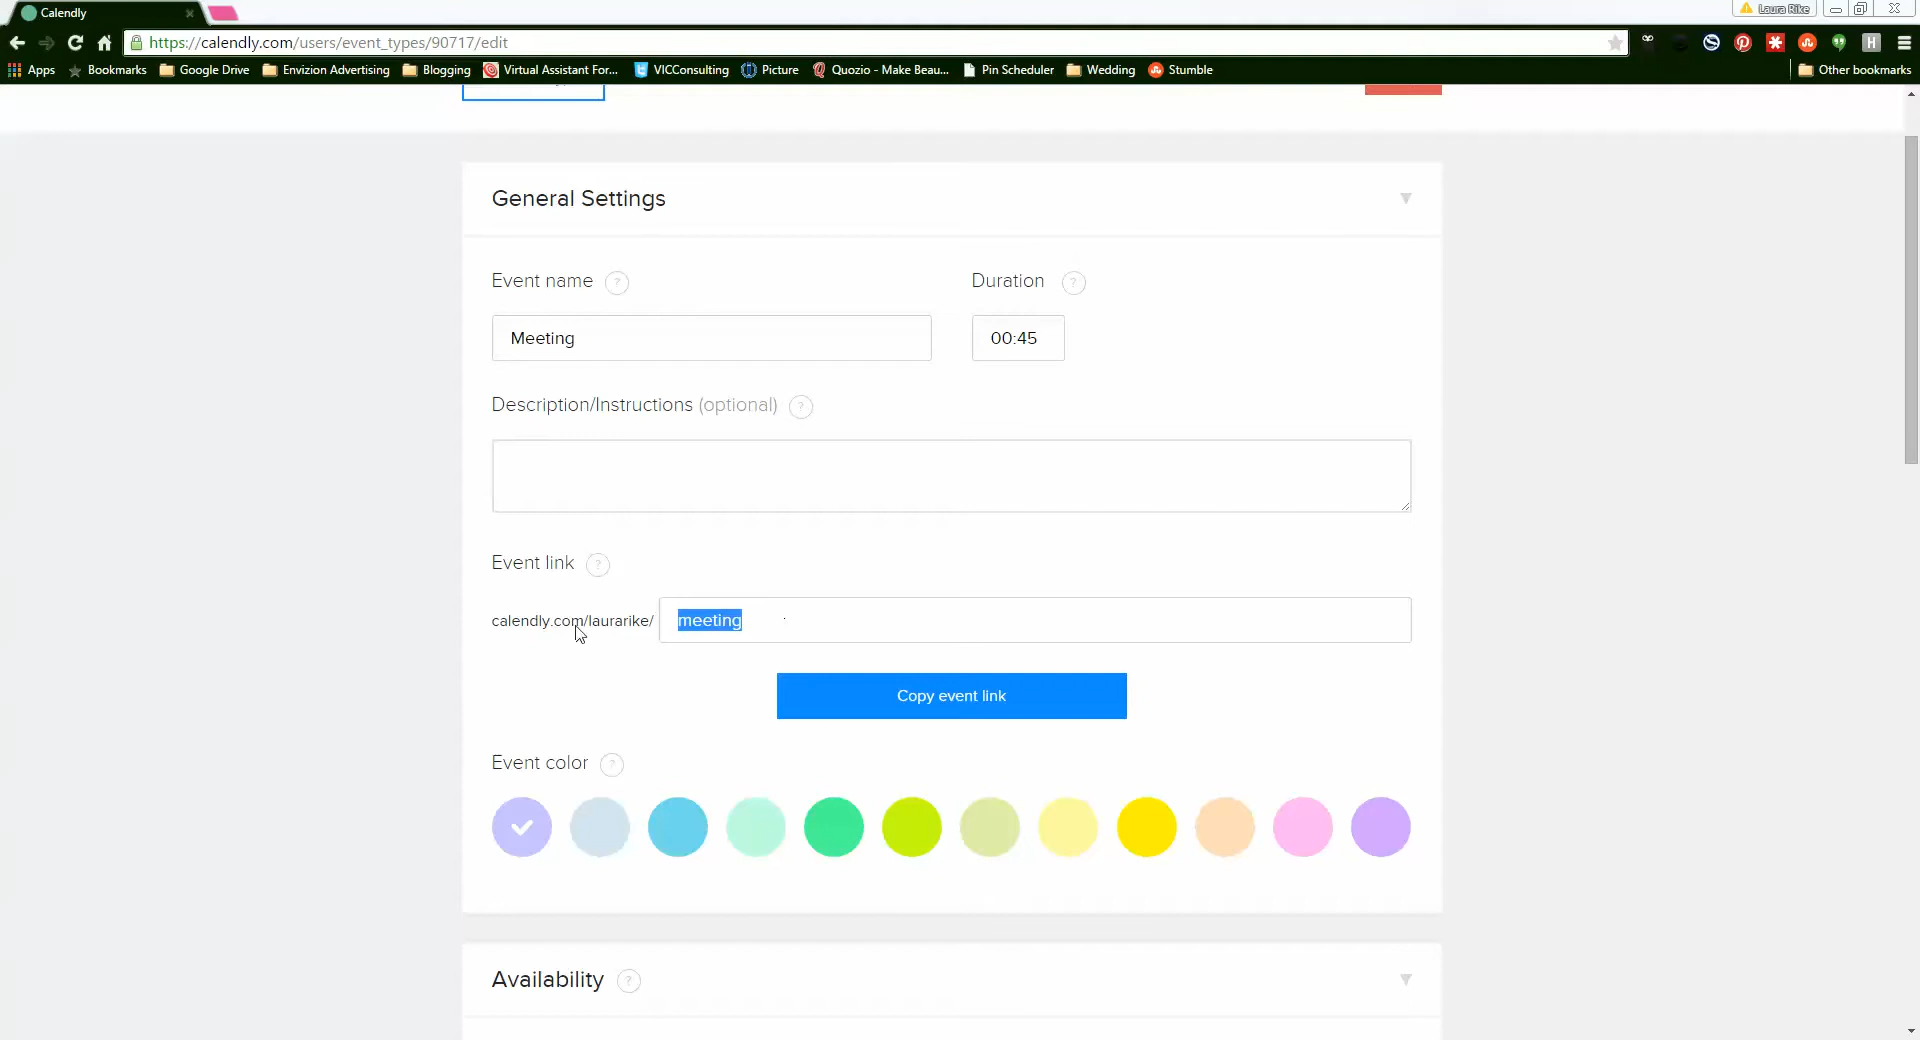 Calendly
Laura Rike
https://calendly.com/users/event_types/90717/edit
Apps Bookmarks Google Drive Envizion Advertising Blogging Virtual Assistant For... VICConsulting Picture Quozio - Make Beau... Pin Scheduler Wedding Stumble Other bookmarks
General Settings
Event name ? Duration ?
Meeting 00:45
Description/Instructions (optional) ?
Event link ?
calendly.com/laurarike/ meeting
Copy event link
Event color ?
Availability ?